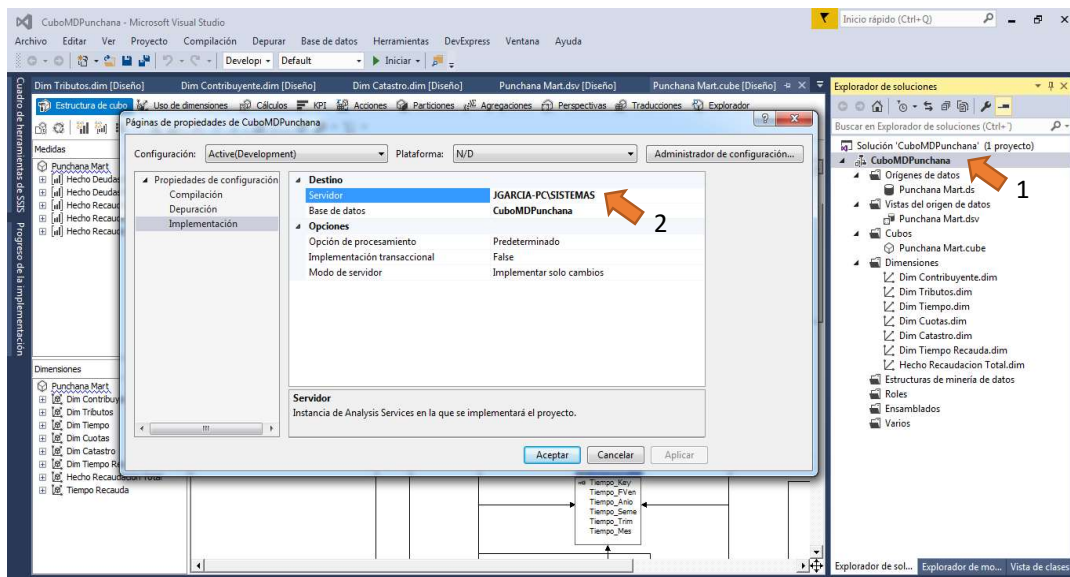 CuboMDPunchana - Microsoft Visual Studio
Inicio rápido (Ctrl+Q)
Archivo Editar Ver Proyecto Compilación Depurar Base de datos Herramientas DevExpress Ventana Ayuda
Developi Default Iniciar
Cuadro de herramientas de SSIS
Progreso de la implementación
Dim Tributos.dim [Diseño] Dim Contribuyente.dim [Diseño] Dim Catastro.dim [Diseño] Punchana Mart.dsv [Diseño] Punchana Mart.cube [Diseño]
Estructura de cubo Uso de dimensiones Cálculos KPI Acciones Particiones Agregaciones Perspectivas Traducciones Explorador
Medidas
Punchana Mart
Hecho Deudas
Hecho Deudas
Hecho Recaud
Hecho Recaud
Hecho Recaud
Dimensiones
Punchana Mart
Dim Contribuy
Dim Tributos
Dim Tiempo
Dim Cuotas
Dim Catastro
Dim Tiempo Re
Hecho Recaudacion Total
Tiempo Recauda
Páginas de propiedades de CuboMDPunchana
Configuración: Active(Development) Plataforma: N/D Administrador de configuración...
Propiedades de configuración
Compilación
Depuración
Implementación
Destino
Servidor JGARCIA-PC\SISTEMAS
Base de datos CuboMDPunchana
Opciones
Opción de procesamiento Predeterminado
Implementación transaccional False
Modo de servidor Implementar solo cambios
2
Servidor
Instancia de Analysis Services en la que se implementará el proyecto.
Aceptar Cancelar Aplicar
Tiempo_Key
Tiempo_FVen
Tiempo_Anio
Tiempo_Seme
Tiempo_Trim
Tiempo_Mes
Explorador de soluciones
Buscar en Explorador de soluciones (Ctrl+´)
Solución 'CuboMDPunchana' (1 proyecto)
CuboMDPunchana
1
Orígenes de datos
Punchana Mart.ds
Vistas del origen de datos
Punchana Mart.dsv
Cubos
Punchana Mart.cube
Dimensiones
Dim Contribuyente.dim
Dim Tributos.dim
Dim Tiempo.dim
Dim Cuotas.dim
Dim Catastro.dim
Dim Tiempo Recauda.dim
Hecho Recaudacion Total.dim
Estructuras de minería de datos
Roles
Ensamblados
Varios
Explorador de sol... Explorador de mo... Vista de clases